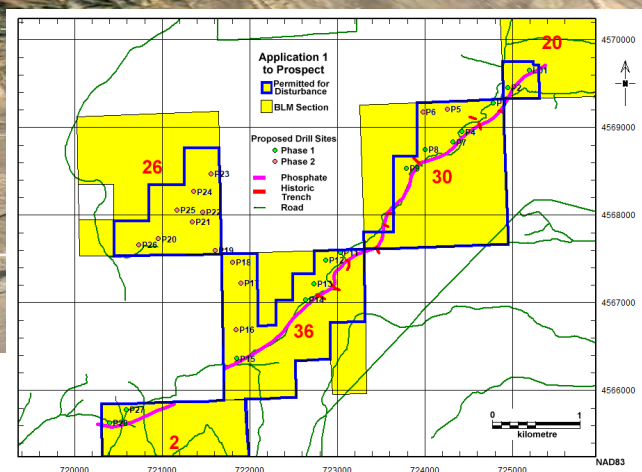 4570000
4569000
4568000
4567000
4566000
720000
721000
722000
723000
724000
725000
NAD83
Application 1
to Prospect
Permitted for
Disturbance
BLM Section
Proposed Drill Sites
Phase 1
Phase 2
Phosphate
Historic
Trench
Road
20
26
30
36
2
P2
P4
P5
P6
P7
P8
P9
P11
P12
P13
P14
P15
P16
P18
P19
P20
P21
P22
P23
P24
P25
P26
P27
P28
N
0
1
kilometre